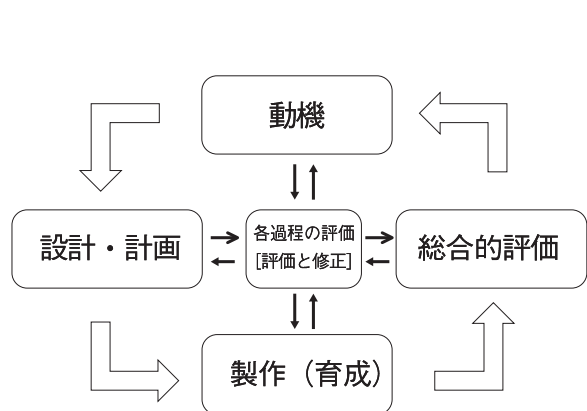 動機
設計・計画
各過程の評価
[評価と修正]
総合的評価
製作（育成）